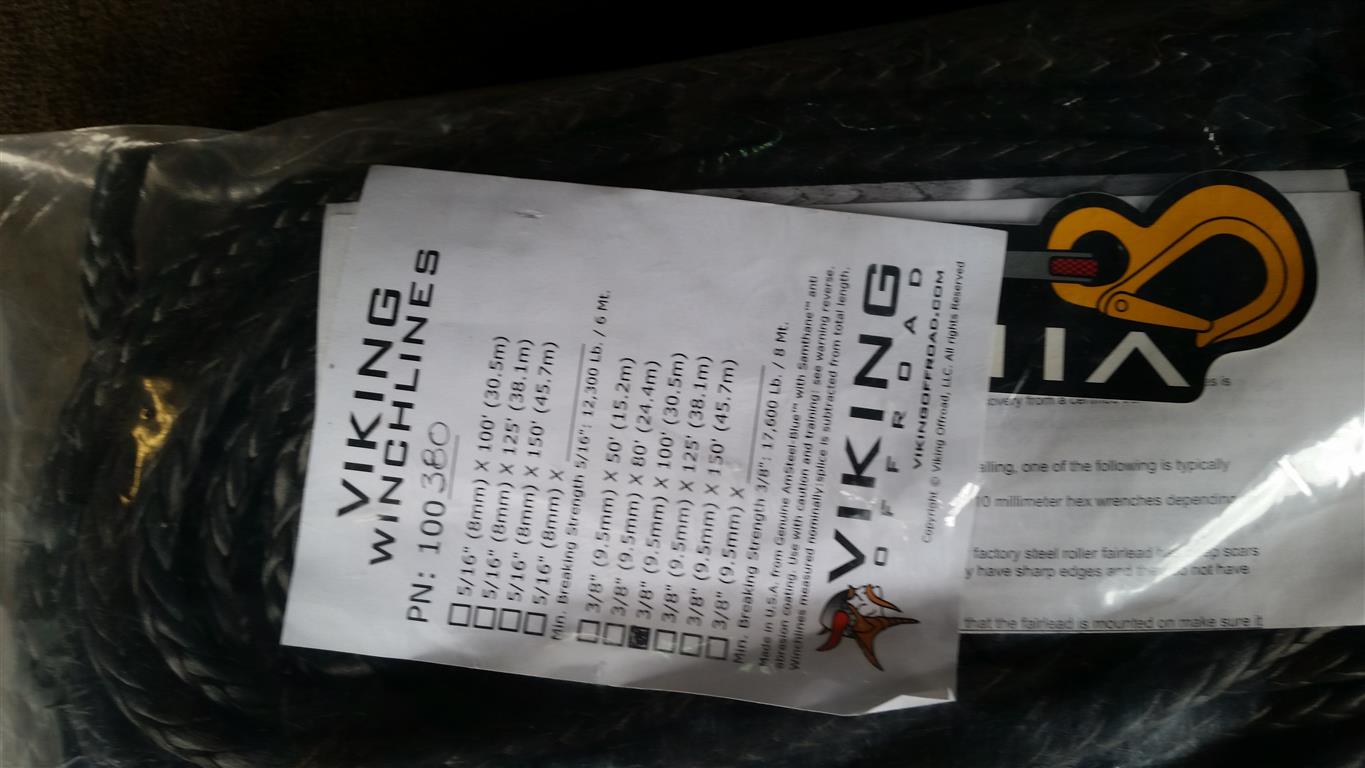 VIKING
WINCHLINES
PN: 100380
5/16" (8mm) X 100' (30.5m)
5/16" (8mm) X 125' (38.1m)
5/16" (8mm) X 150' (45.7m)
5/16" (8mm) X
Min. Breaking Strength 5/16": 12,300 Lb. / 6 Mt.
3/8" (9.5mm) X 50' (15.2m)
3/8" (9.5mm) X 80' (24.4m)
3/8" (9.5mm) X 100' (30.5m)
3/8" (9.5mm) X 125' (38.1m)
3/8" (9.5mm) X 150' (45.7m)
3/8" (9.5mm) X
Min. Breaking Strength 3/8": 17,600 Lb. / 8 Mt.
Made in U.S.A. from Genuine AmSteel-Blue™ with Samthane™ anti
abrasion coating. Use with caution and training: see warning reverse.
Winchlines measured nominally, splice is subtracted from total length.
VIKING
OFFROAD
VIKINGOFFROAD.COM
Copyright © Viking Offroad, LLC. All rights Reserved
VI
is
from a
alling, one of the following is typically
10 millimeter hex wrenches depending
factory steel roller fairlead scars
have sharp edges and not have
that the fairlead is mounted on make sure it